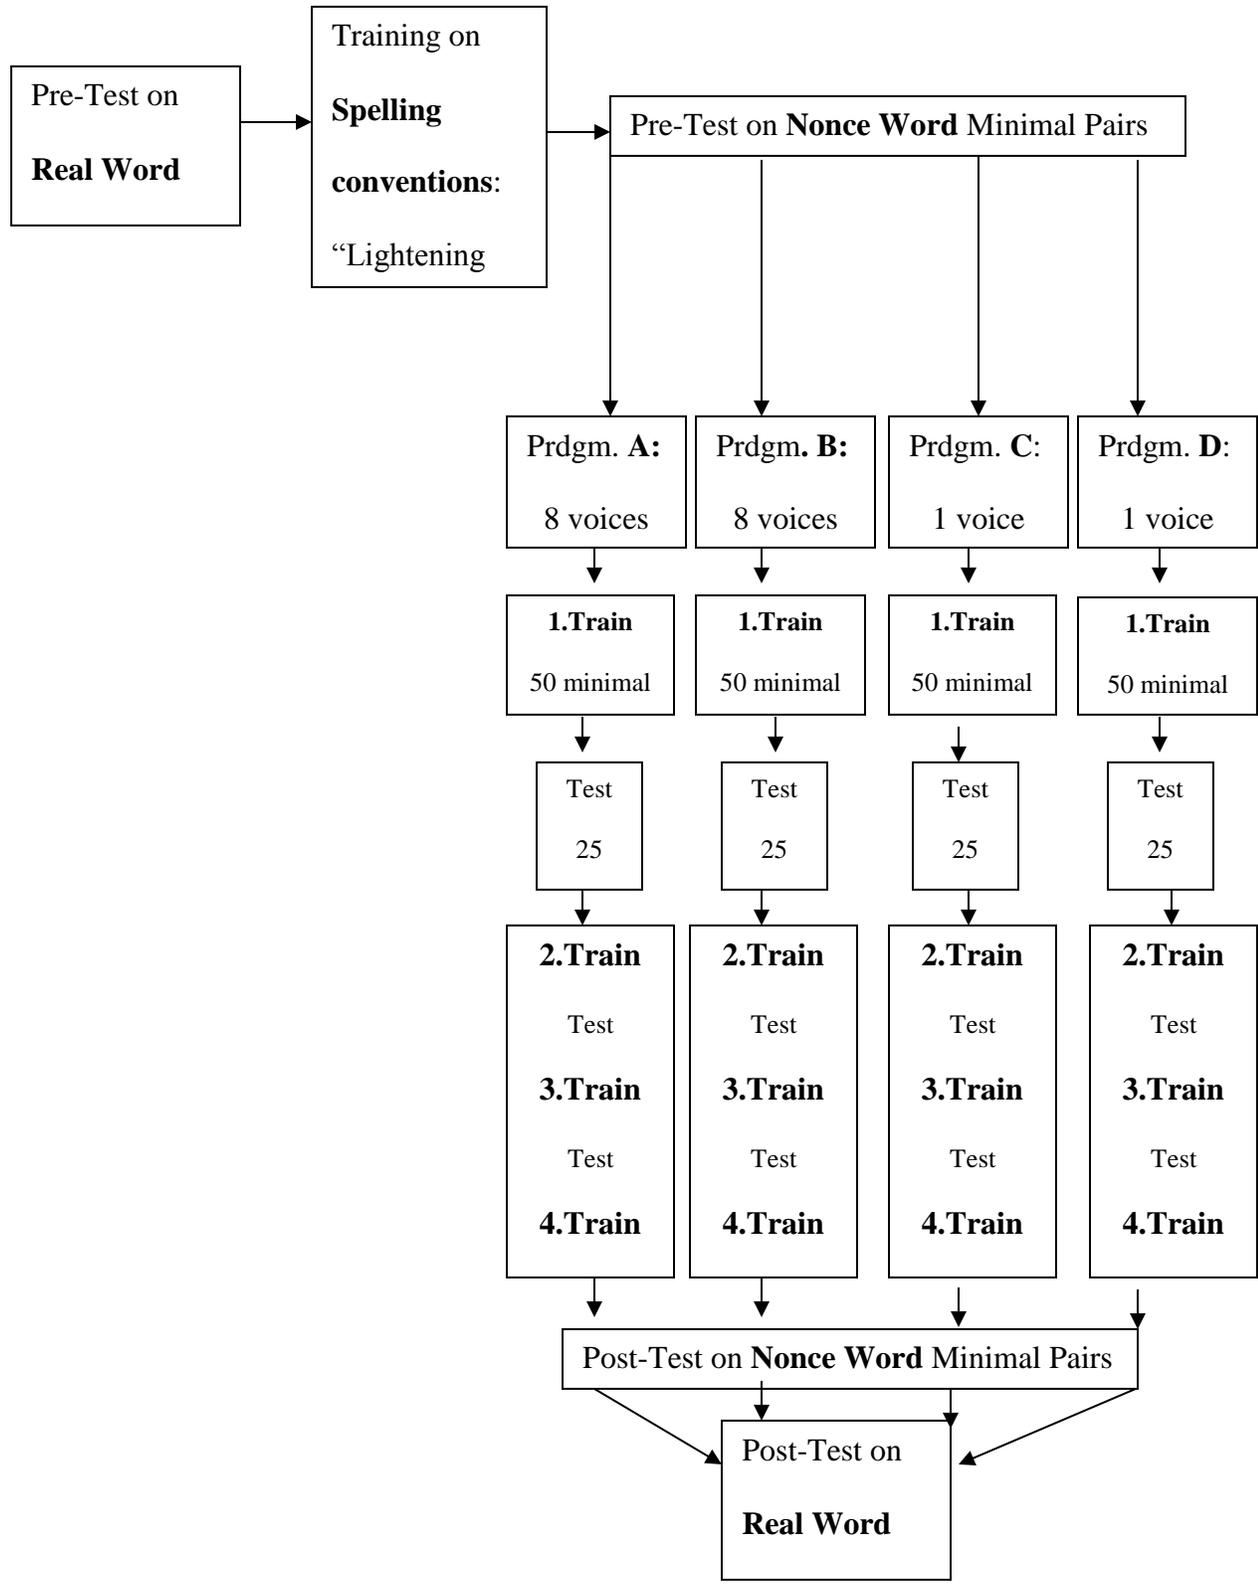 Pre-Test on
Real Word
Training on
Spelling
conventions:
“Lightening
Pre-Test on Nonce Word Minimal Pairs
Prdgm. A:
8 voices
Prdgm. B:
8 voices
Prdgm. C:
1 voice
Prdgm. D:
1 voice
1.Train
50 minimal
1.Train
50 minimal
1.Train
50 minimal
1.Train
50 minimal
Test
25
Test
25
Test
25
Test
25
2.Train
Test
3.Train
Test
4.Train
2.Train
Test
3.Train
Test
4.Train
2.Train
Test
3.Train
Test
4.Train
2.Train
Test
3.Train
Test
4.Train
Post-Test on Nonce Word Minimal Pairs
Post-Test on
Real Word